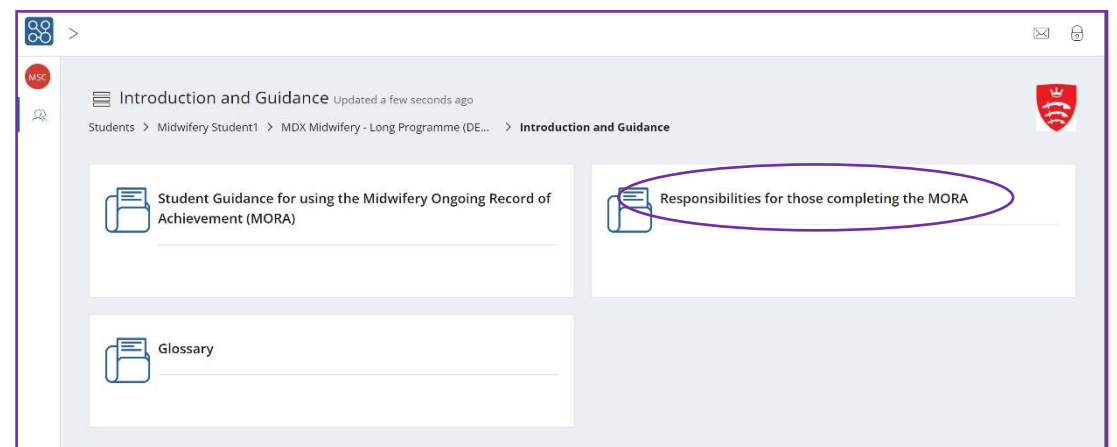 >
MSC
Introduction and Guidance Updated a few seconds ago
Students > Midwifery Student1 > MDX Midwifery - Long Programme (DE... > Introduction and Guidance
Student Guidance for using the Midwifery Ongoing Record of
Achievement (MORA)
Responsibilities for those completing the MORA
Glossary